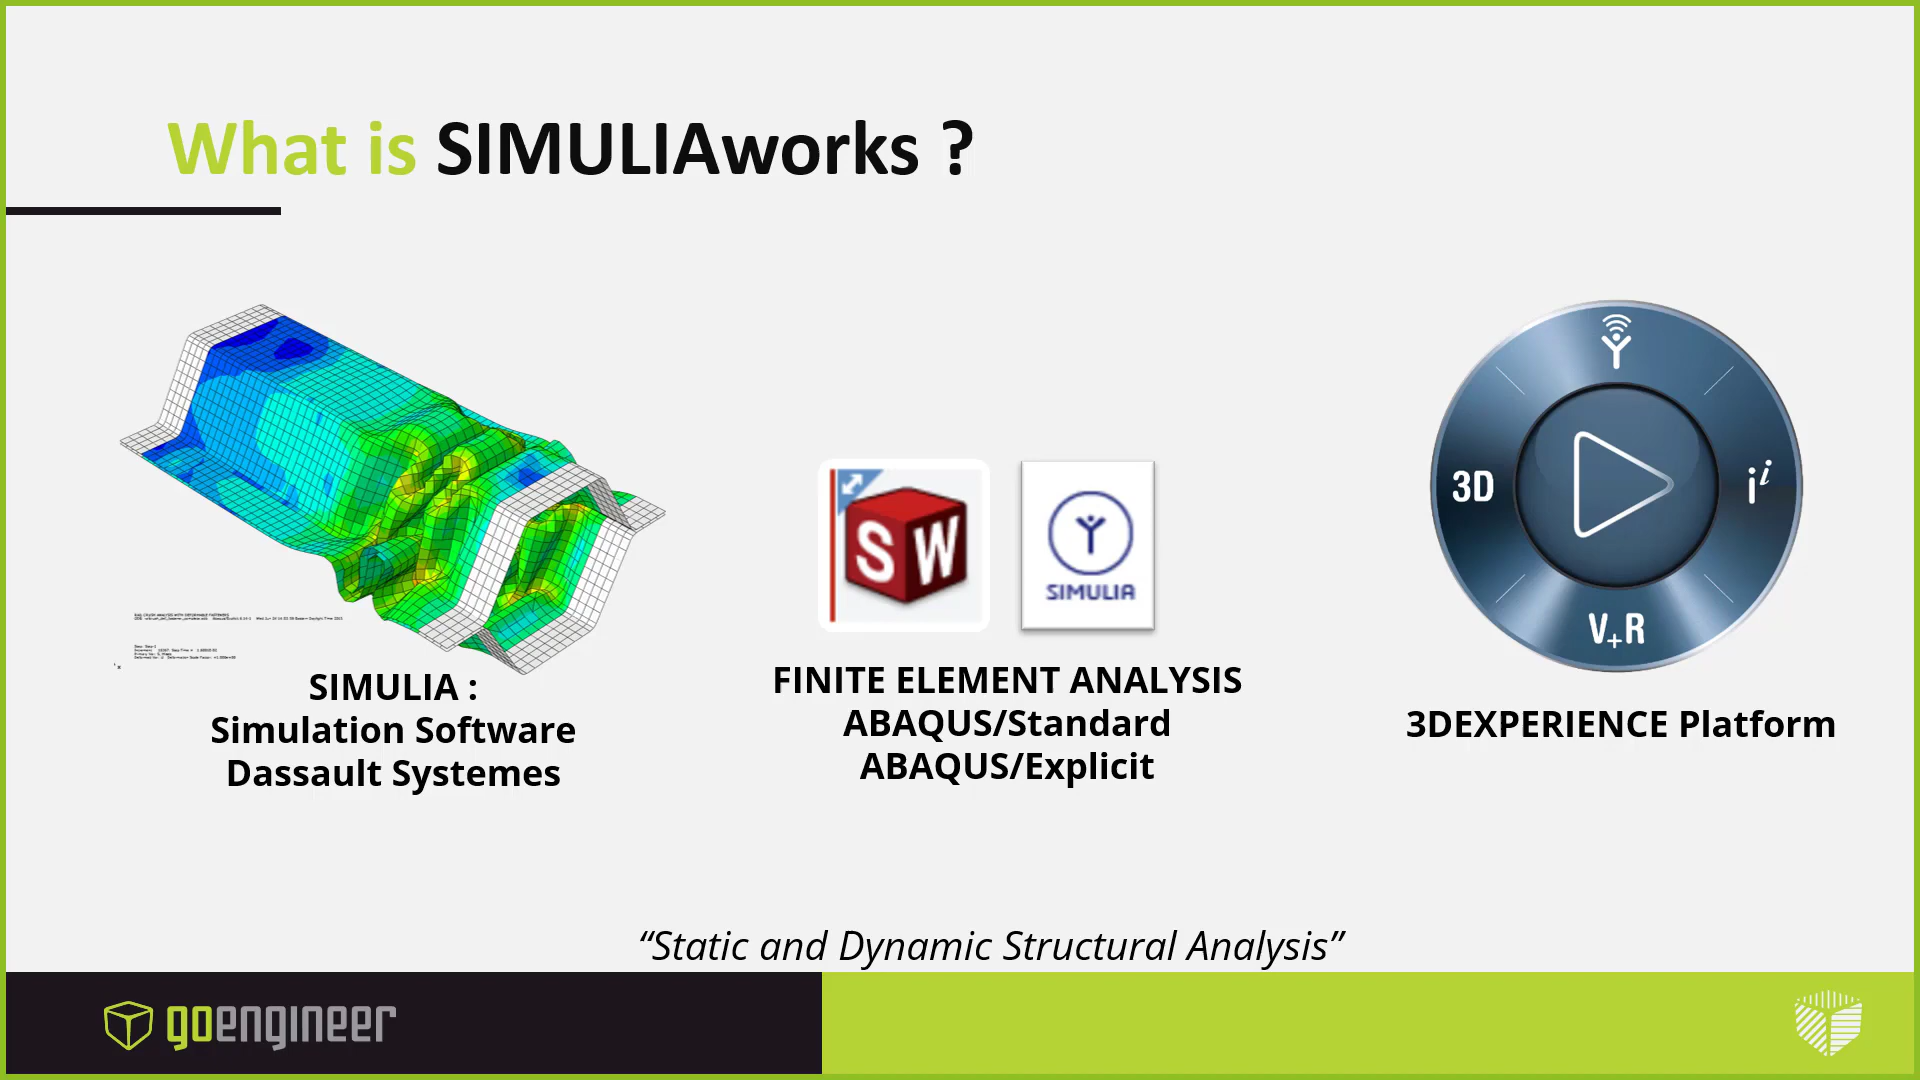 What is SIMULIAworks ?
SW
SIMULIA
3D
V+R
i i
SIMULIA :
Simulation Software
Dassault Systemes
FINITE ELEMENT ANALYSIS
ABAQUS/Standard
ABAQUS/Explicit
3DEXPERIENCE Platform
“Static and Dynamic Structural Analysis”
goengineer